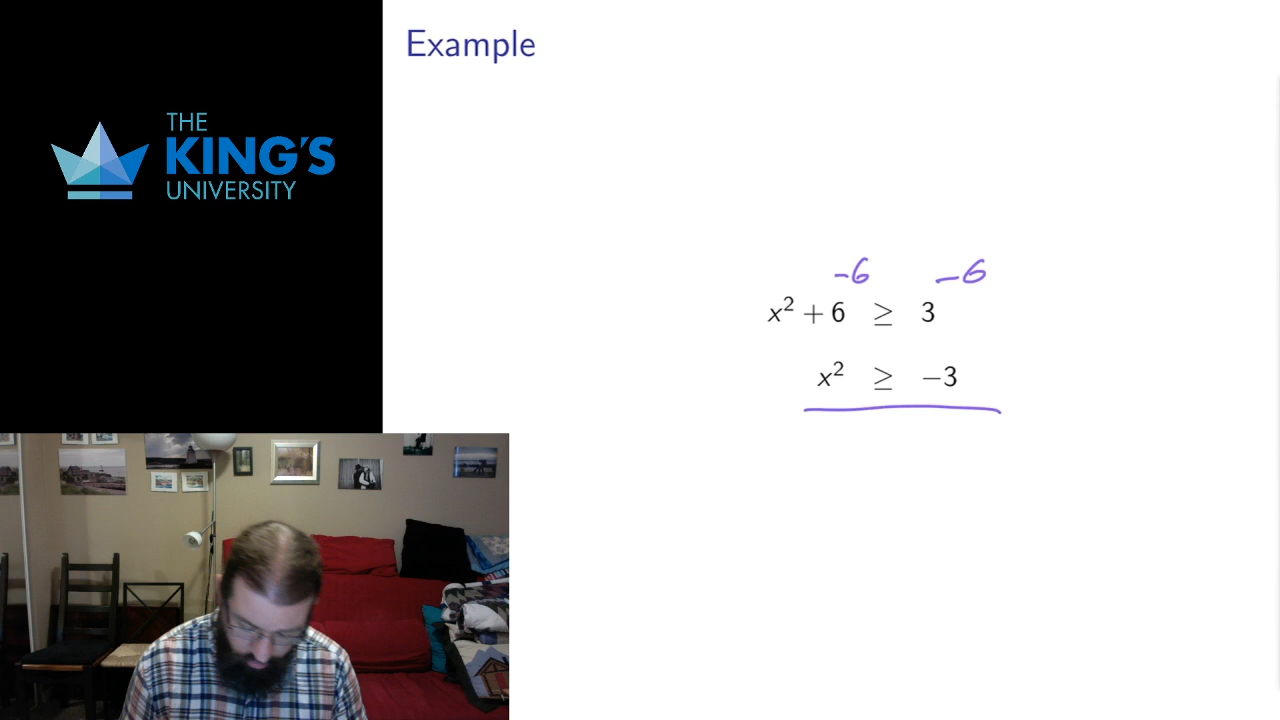 Example
THE
KING'S
UNIVERSITY
-6 -6
x² + 6 ≥ 3
x² ≥ −3